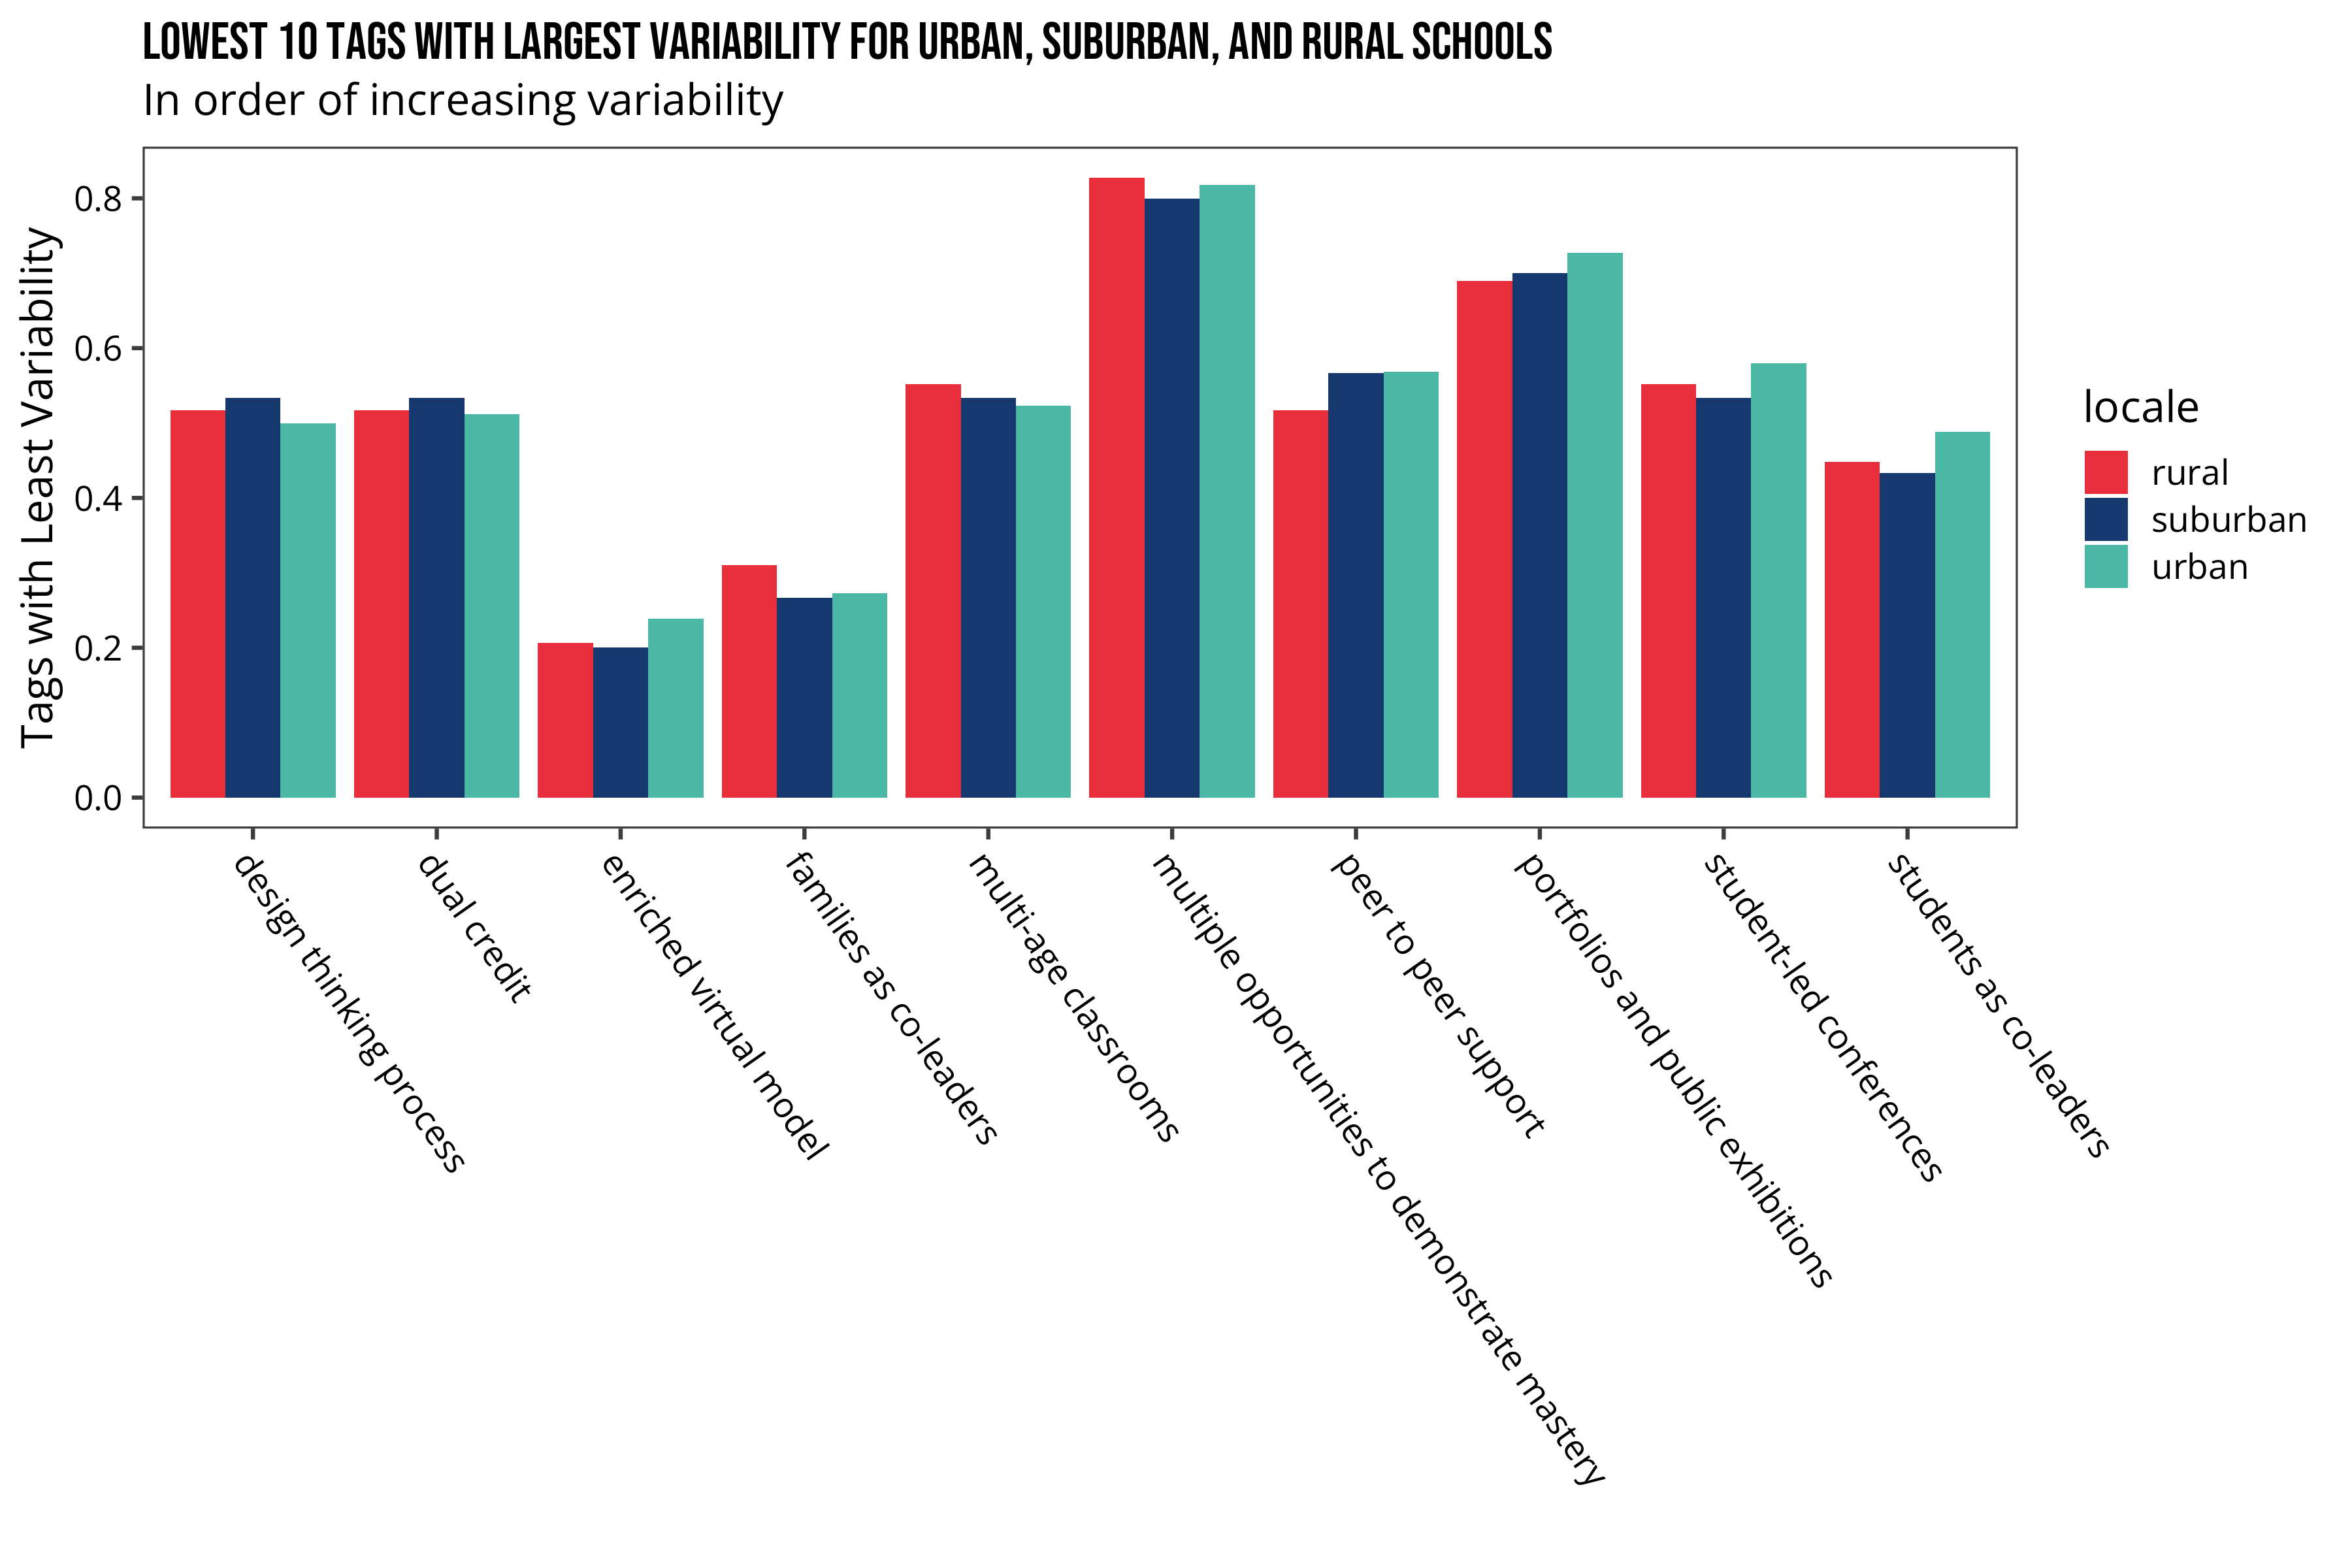 LOWEST 10 TAGS WITH LARGEST VARIABILITY FOR URBAN, SUBURBAN, AND RURAL SCHOOLS
In order of increasing variability
Tags with Least Variability
0.8
0.6
0.4
0.2
0.0
design thinking process
dual credit
enriched virtual model
families as co-leaders
multi-age classrooms
multiple opportunities to demonstrate mastery
peer to peer support
portfolios and public exhibitions
student-led conferences
students as co-leaders
locale
rural
suburban
urban